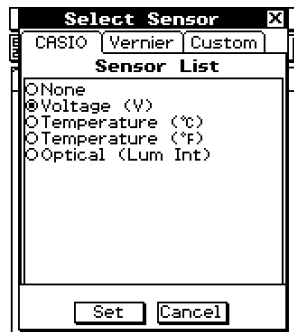 Select Sensor
CASIO Vernier Custom
Sensor List
None
Voltage (V)
Temperature (℃)
Temperature (℉)
Optical (Lum Int)
Set Cancel